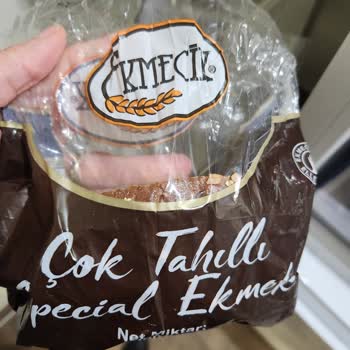 EKMECİL®
Çok Tahıllı
Special Ekmek
Net Miktarı